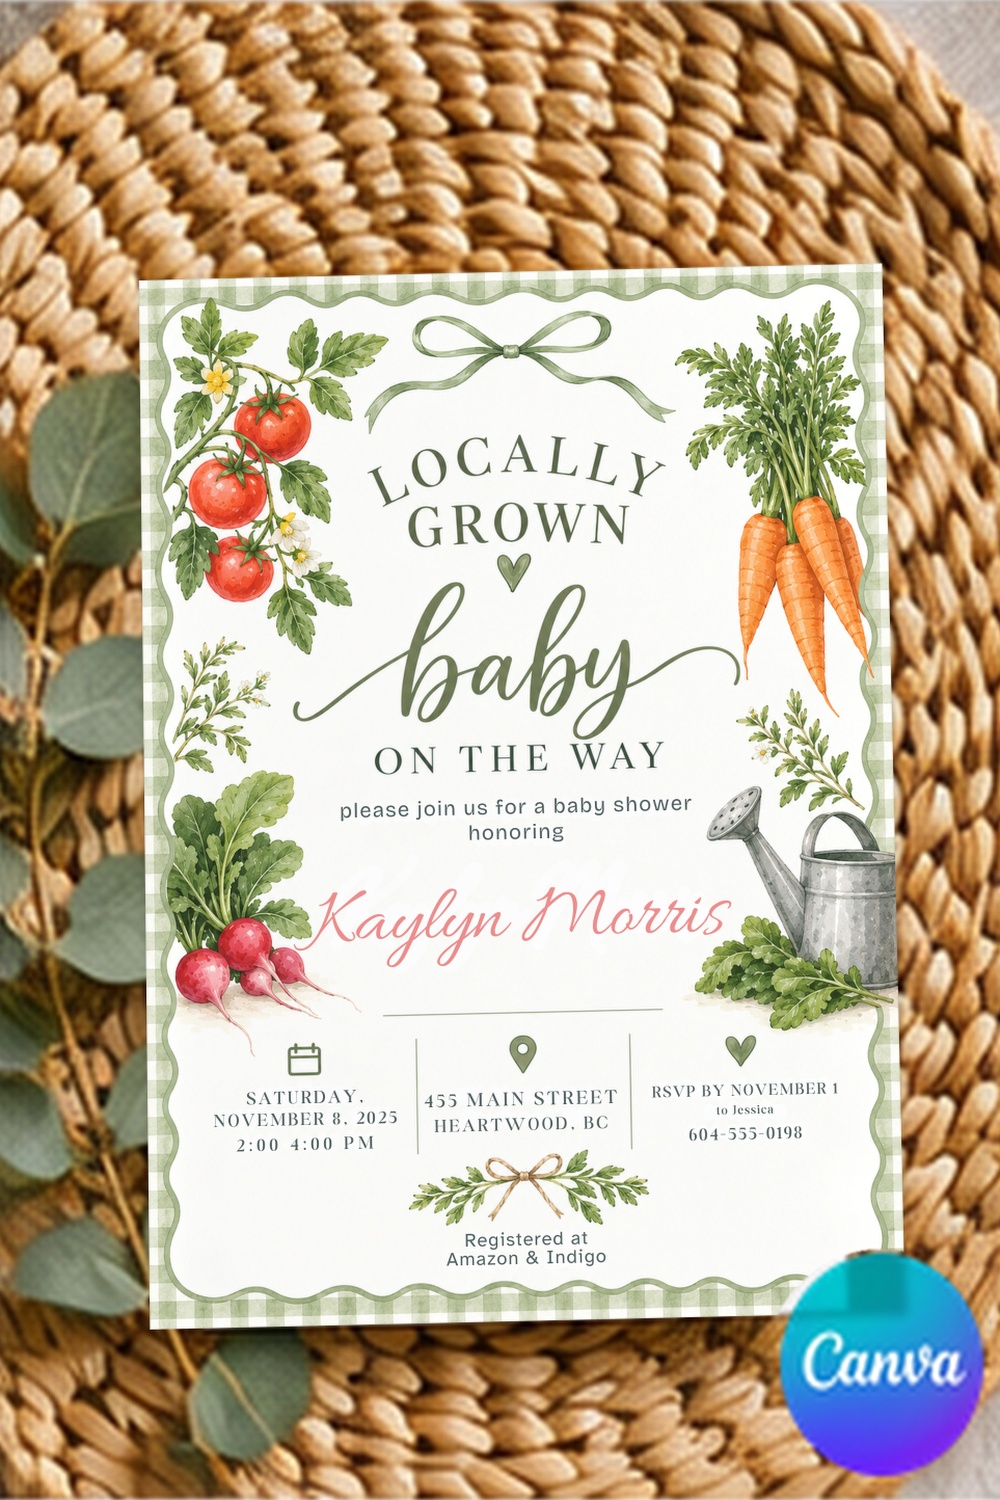 LOCALLY
GROWN
baby
ON THE WAY
please join us for a baby shower
honoring
Kaylyn Morris
SATURDAY,
NOVEMBER 8, 2025
2:00 4:00 PM
455 MAIN STREET
HEARTWOOD, BC
RSVP BY NOVEMBER 1
to Jessica
604-555-0198
Registered at
Amazon & Indigo
Canva